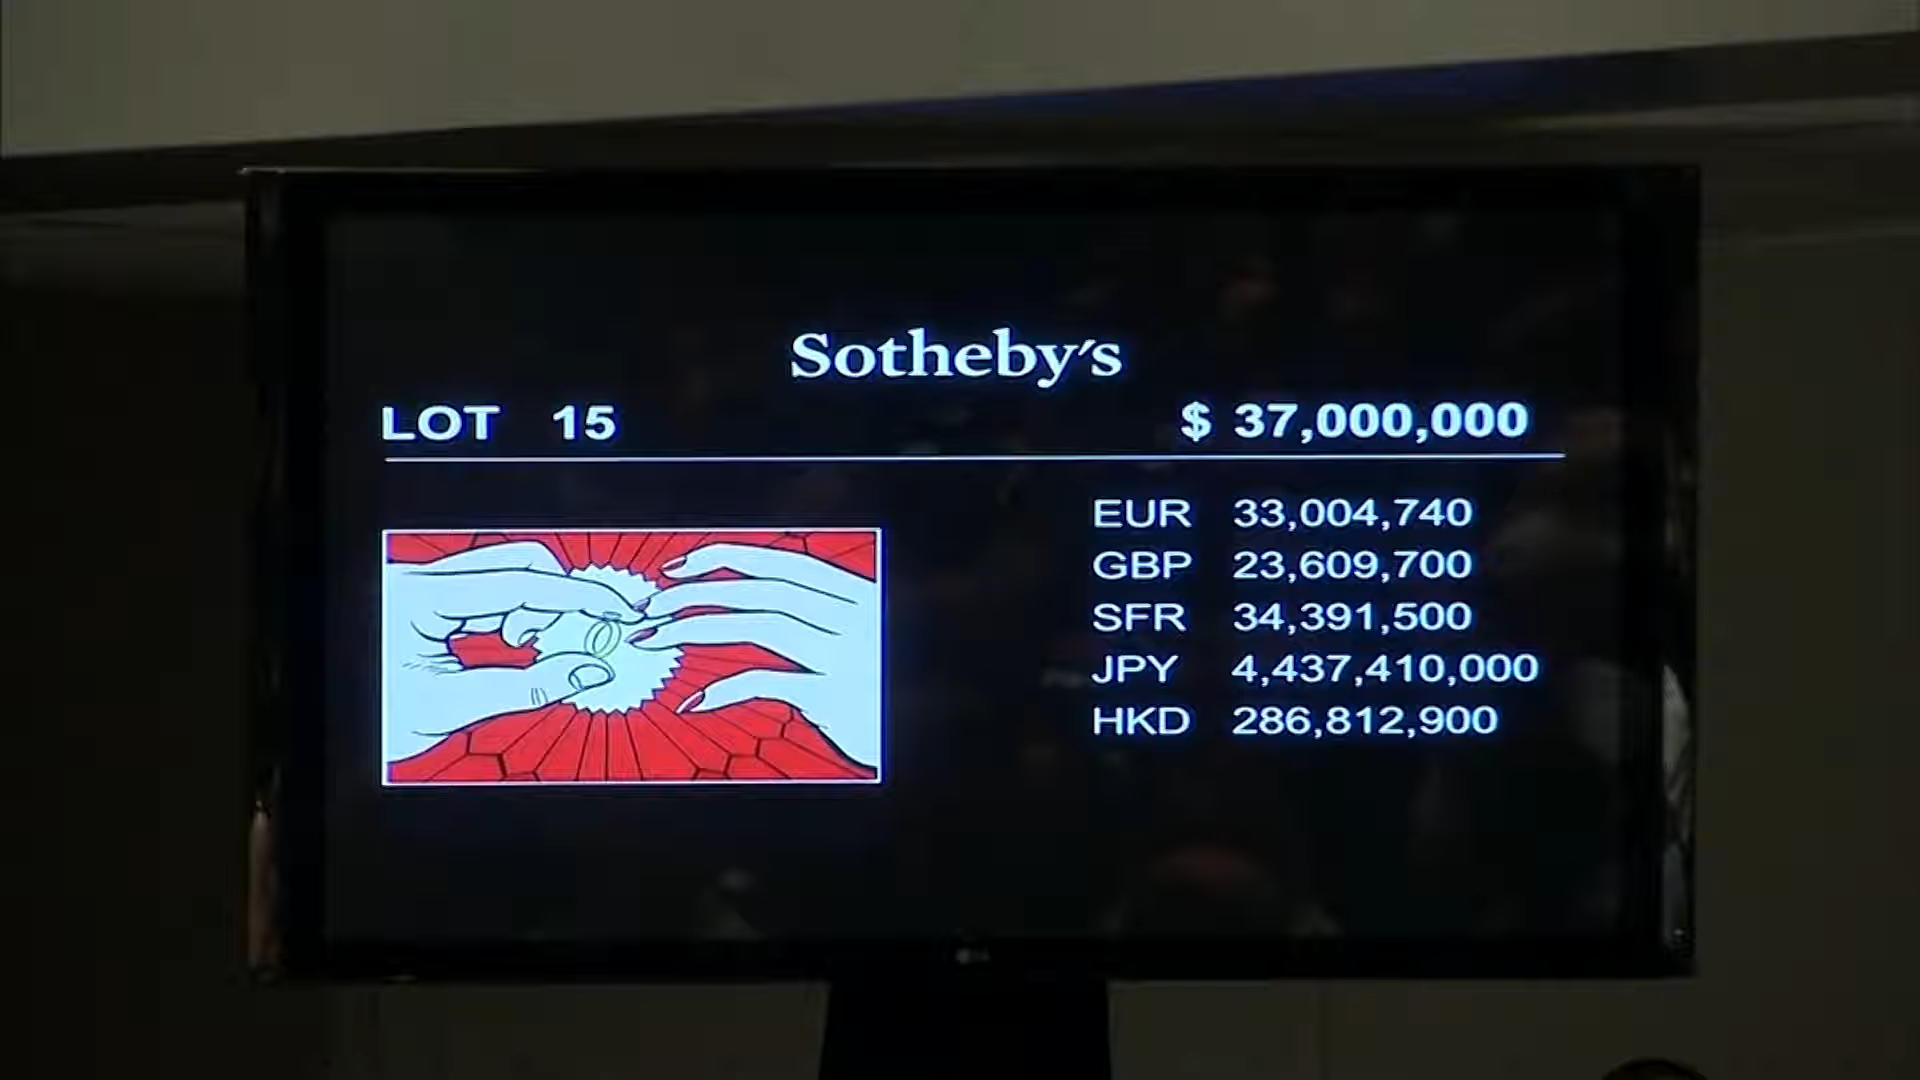 Sotheby's
LOT 15 $ 37,000,000
EUR 33,004,740
GBP 23,609,700
SFR 34,391,500
JPY 4,437,410,000
HKD 286,812,900